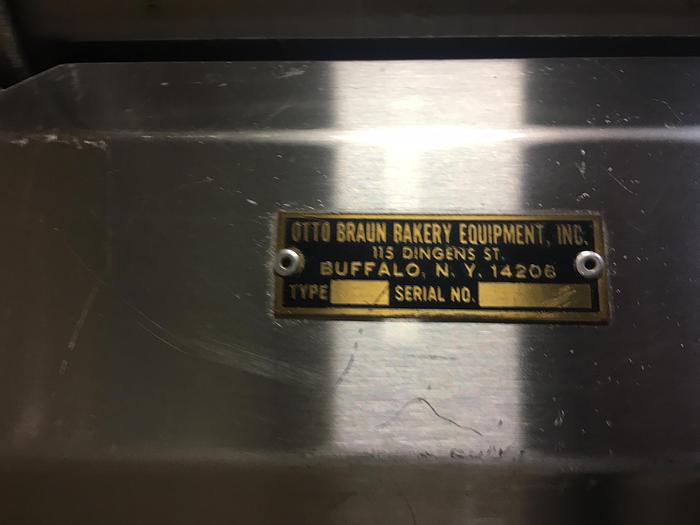 OTTO BRAUN BAKERY EQUIPMENT, INC.
115 DINGENS ST.
BUFFALO, N. Y. 14206
TYPE SERIAL NO.